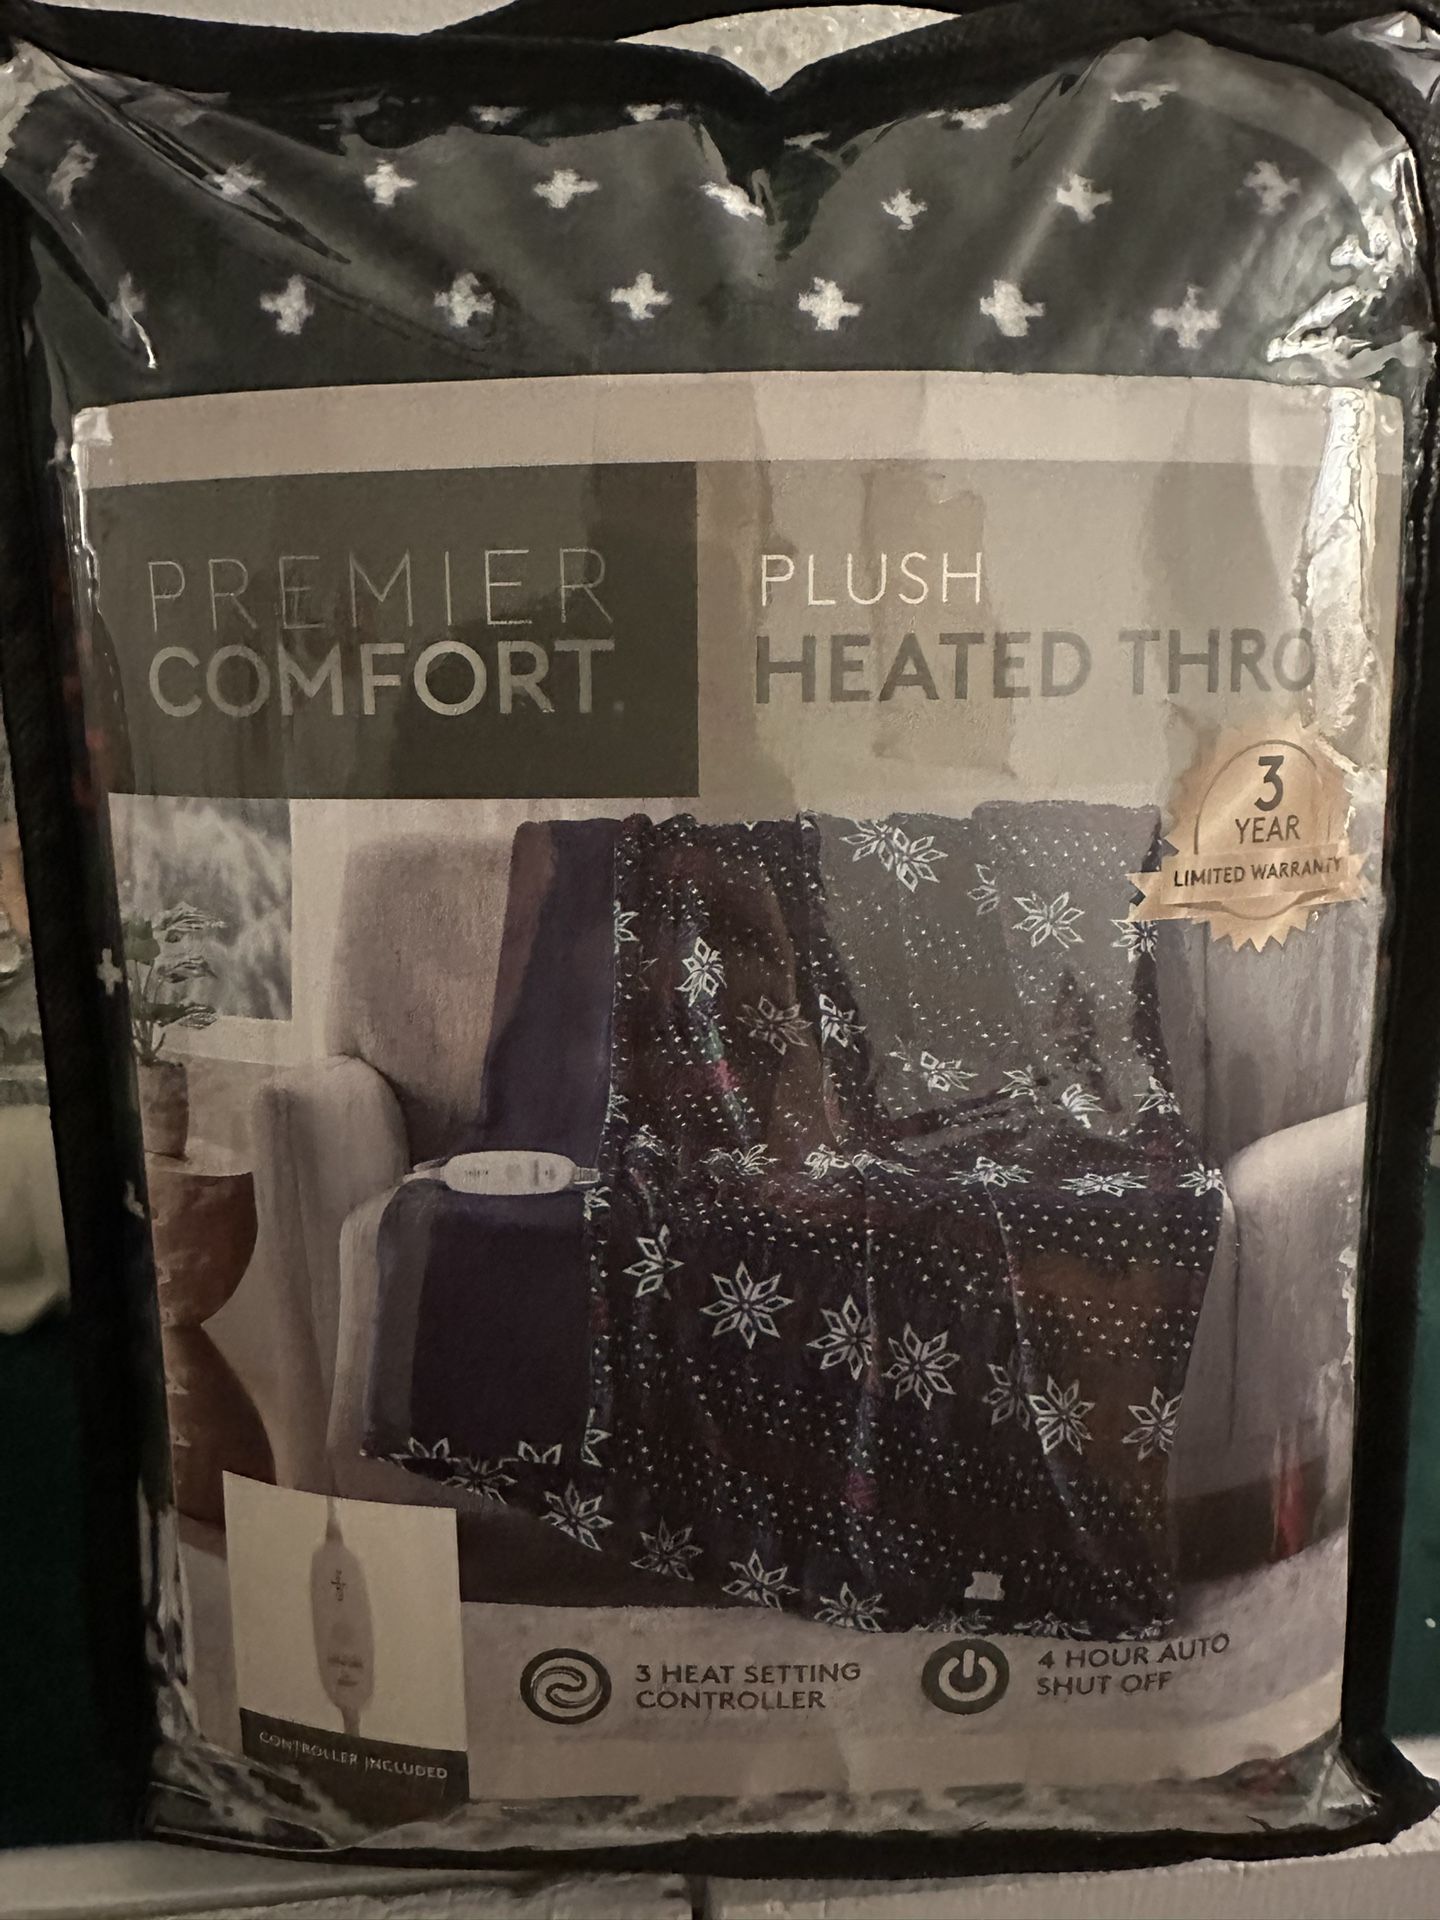 PREMIER
COMFORT.
PLUSH
HEATED THRO
3
YEAR
LIMITED WARRANTY
3 HEAT SETTING
CONTROLLER
4 HOUR AUTO
SHUT OFF
CONTROLLER INCLUDED